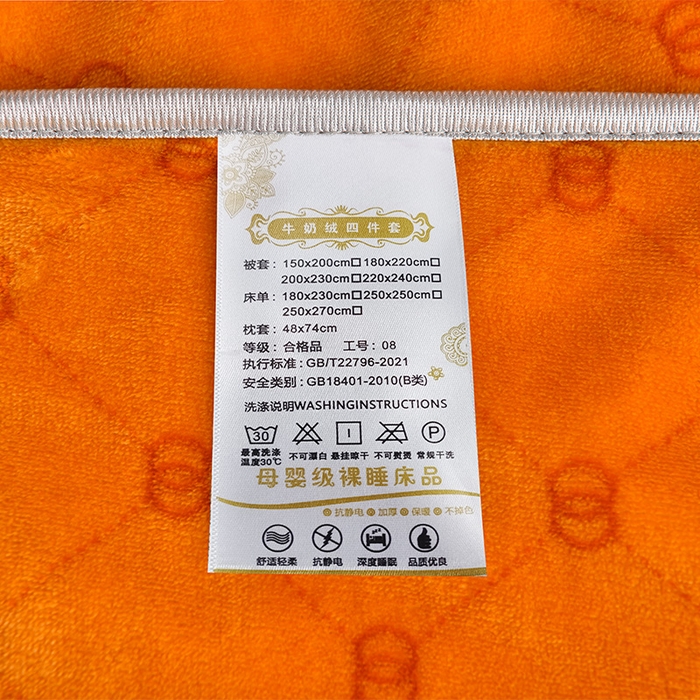 牛奶绒四件套
被套：150x200cm□ 180x220cm□
200x230cm□ 220x240cm□
床单：180x230cm□ 250x250cm□
250x270cm□
枕套：48x74cm
等级：合格品 工号：08
执行标准：GB/T22796-2021
安全类别：GB18401-2010(B类)
洗涤说明WASHINGINSTRUCTIONS
30 P
最高洗涤 不可漂白 悬挂晾干 不可熨烫 常规干洗
温度30℃
母婴级裸睡床品
抗静电 加厚 保暖 不掉色
舒适轻柔 抗静电 深度睡眠 品质优良